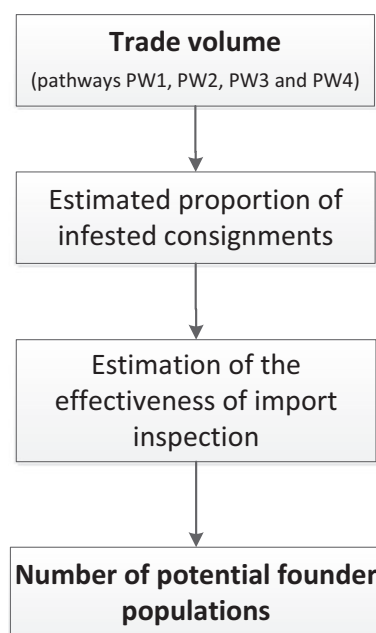 Trade volume
(pathways PW1, PW2, PW3 and PW4)
Estimated proportion of
infested consignments
Estimation of the
effectiveness of import
inspection
Number of potential founder
populations